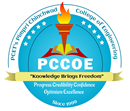 PCET's Pimpri Chinchwad College of Engineering
PCCOE
"Knowledge Brings Freedom"
Progress Credibility Confidence
Optimism Excellence
Since 1999